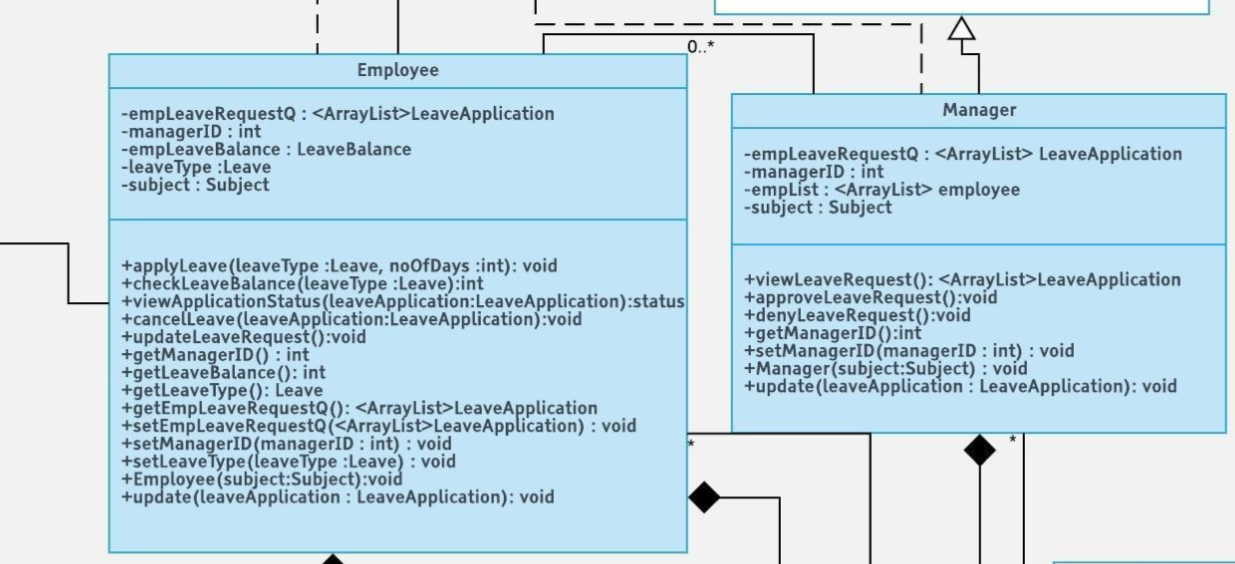 0..*
Employee
-empLeaveRequestQ : <ArrayList>LeaveApplication
-managerID : int
-empLeaveBalance : LeaveBalance
-leaveType :Leave
-subject : Subject
+applyLeave(leaveType :Leave, noOfDays :int): void
+checkLeaveBalance(leaveType :Leave):int
+viewApplicationStatus(leaveApplication:LeaveApplication):status
+cancelLeave(leaveApplication:LeaveApplication):void
+updateLeaveRequest():void
+getManagerID() : int
+getLeaveBalance(): int
+getLeaveType(): Leave
+getEmpLeaveRequestQ(): <ArrayList>LeaveApplication
+setEmpLeaveRequestQ(<ArrayList>LeaveApplication) : void
+setManagerID(managerID : int) : void
+setLeaveType(leaveType :Leave) : void
+Employee(subject:Subject):void
+update(leaveApplication : LeaveApplication): void
*
Manager
-empLeaveRequestQ : <ArrayList> LeaveApplication
-managerID : int
-empList : <ArrayList> employee
-subject : Subject
+viewLeaveRequest(): <ArrayList>LeaveApplication
+approveLeaveRequest():void
+denyLeaveRequest():void
+getManagerID():int
+setManagerID(managerID : int) : void
+Manager(subject:Subject) : void
+update(leaveApplication : LeaveApplication): void
*